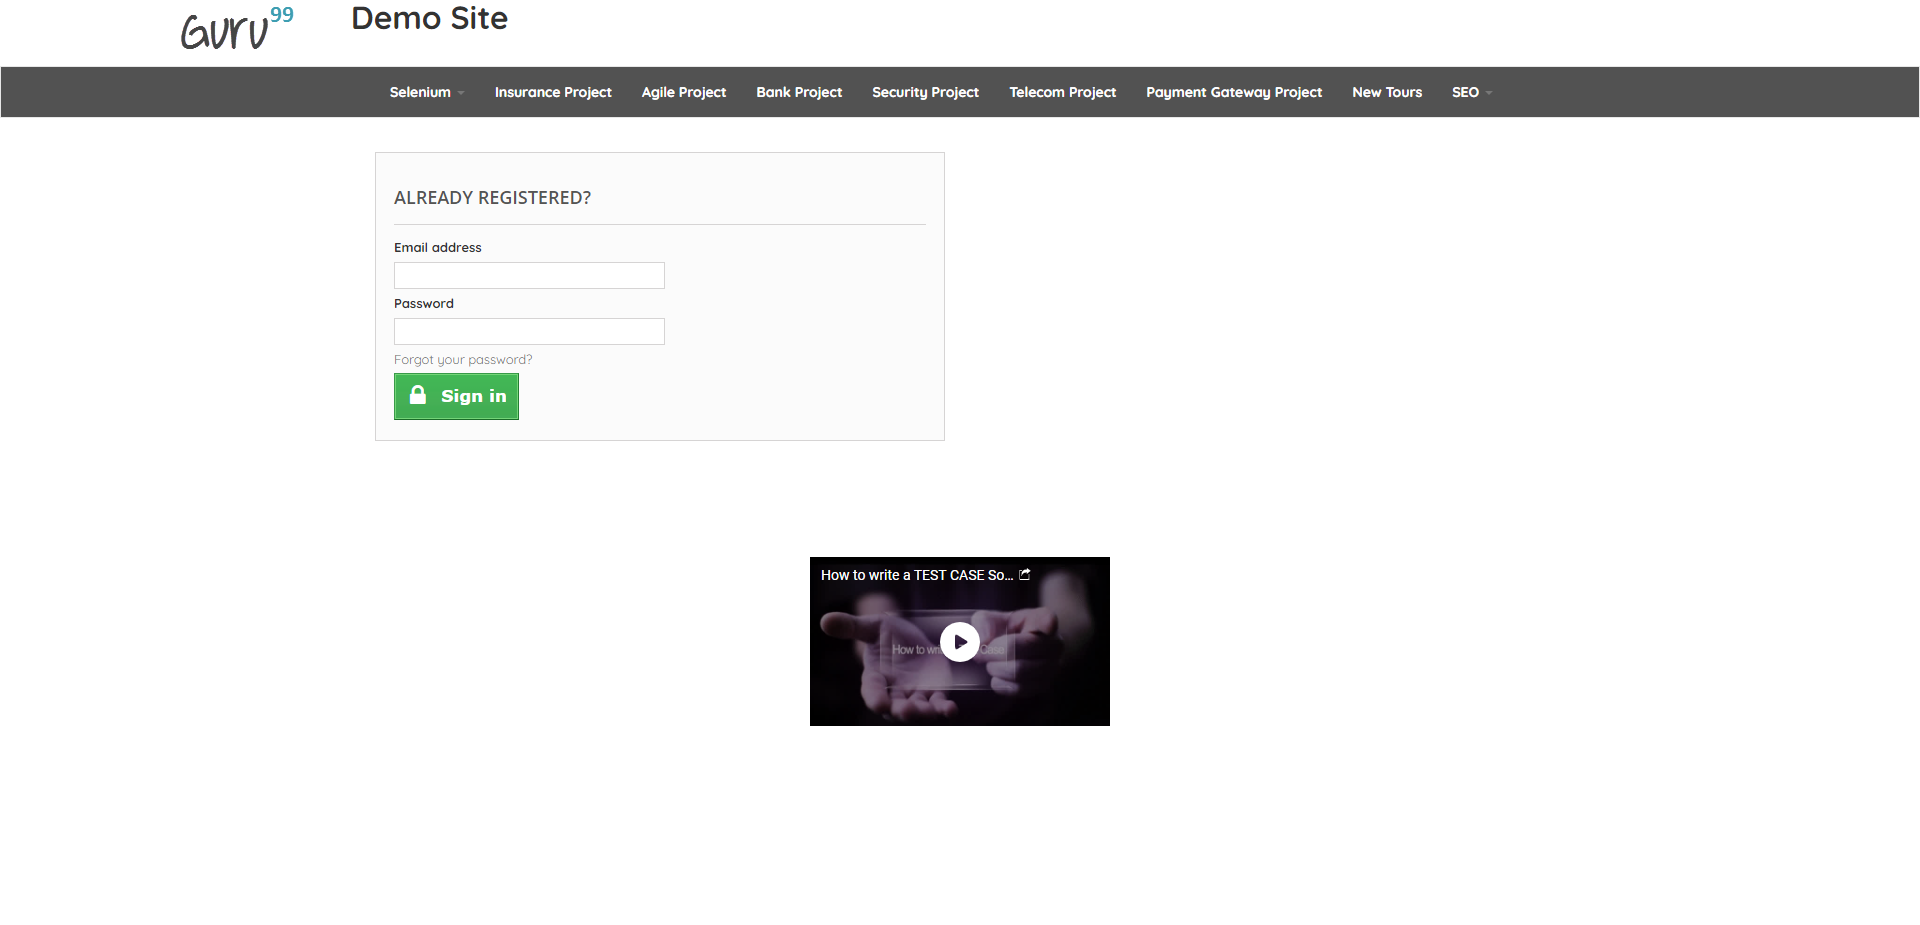 Guru99
Demo Site
Selenium
Insurance Project
Agile Project
Bank Project
Security Project
Telecom Project
Payment Gateway Project
New Tours
SEO
ALREADY REGISTERED?
Email address
Password
Forgot your password?
Sign in
How to write a TEST CASE So...
How to wri Case